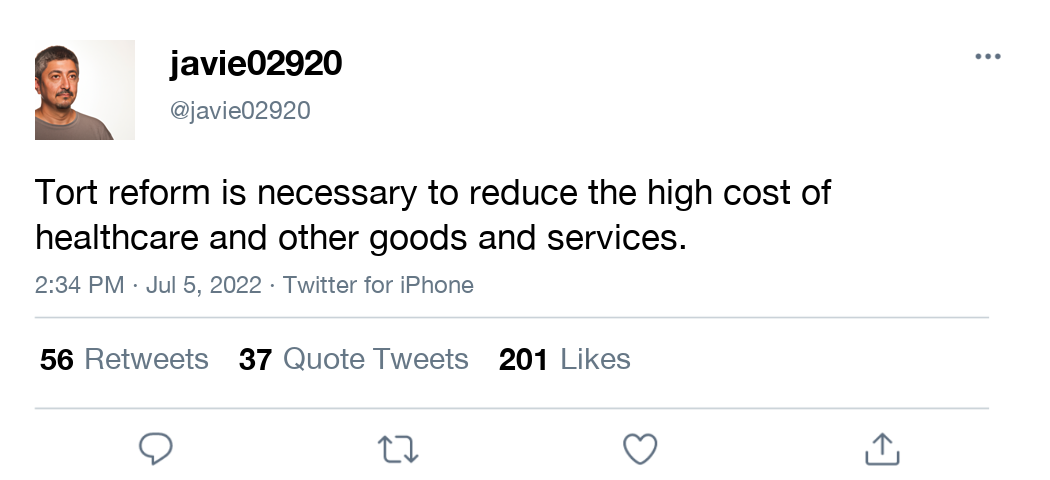 javie02920
@javie02920
Tort reform is necessary to reduce the high cost of
healthcare and other goods and services.
2:34 PM · Jul 5, 2022 · Twitter for iPhone
56 Retweets 37 Quote Tweets 201 Likes